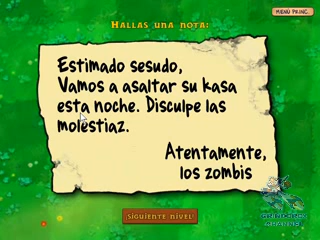 MENÚ PRINC.
HALLAS UNA NOTA:
Estimado sesudo,
Vamos a asaltar su kasa
esta noche. Disculpe las
molestiaz.
Atentamente,
los zombis
¡SIGUIENTE NIVEL!